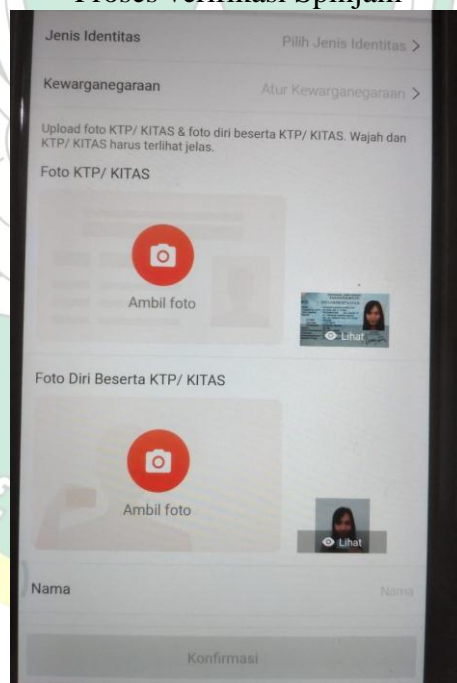 Proses Verifikasi Spinjam
Jenis Identitas Pilih Jenis Identitas >
Kewarganegaraan Atur Kewarganegaraan >
Upload foto KTP/ KITAS & foto diri beserta KTP/ KITAS. Wajah dan
KTP/ KITAS harus terlihat jelas.
Foto KTP/ KITAS
Ambil foto
Lihat
Foto Diri Beserta KTP/ KITAS
Ambil foto
Lihat
Nama Nama
Konfirmasi